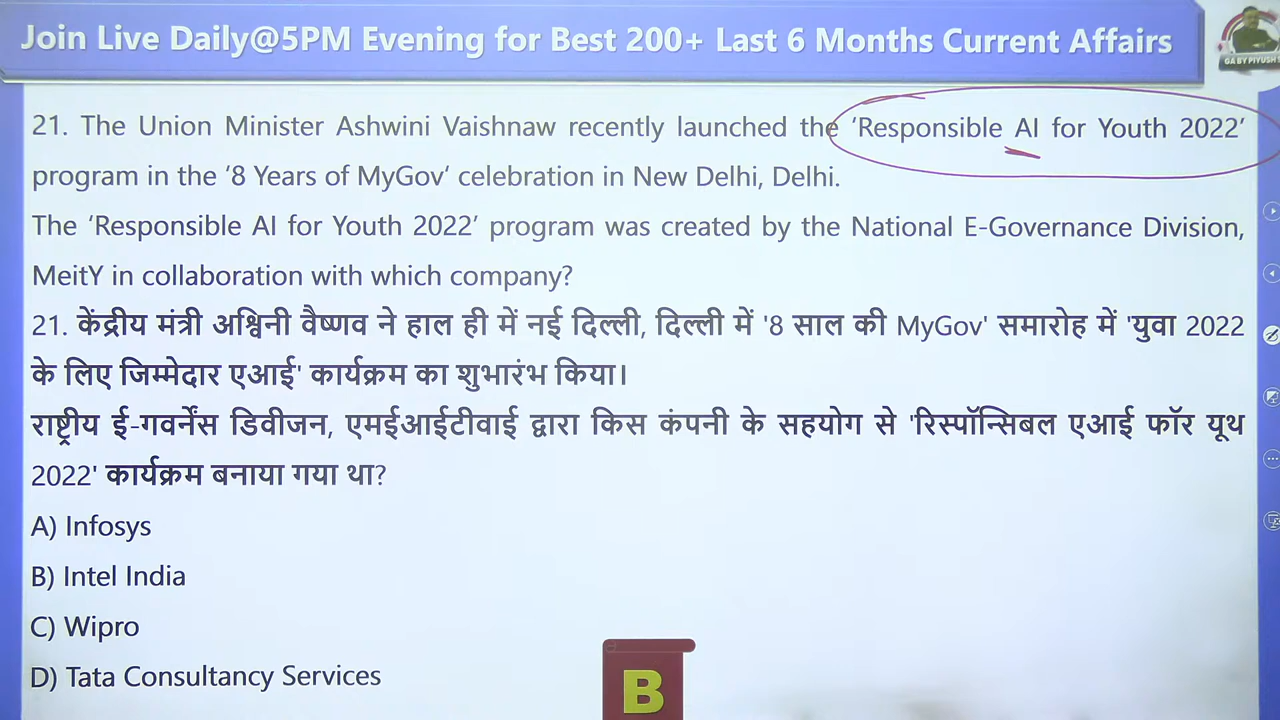 Join Live Daily@5PM Evening for Best 200+ Last 6 Months Current Affairs
GA BY PIYUSH
21. The Union Minister Ashwini Vaishnaw recently launched the ‘Responsible AI for Youth 2022’
program in the ‘8 Years of MyGov’ celebration in New Delhi, Delhi.
The ‘Responsible AI for Youth 2022’ program was created by the National E-Governance Division,
MeitY in collaboration with which company?
21. केंद्रीय मंत्री अश्विनी वैष्णव ने हाल ही में नई दिल्ली, दिल्ली में '8 साल की MyGov' समारोह में 'युवा 2022
के लिए जिम्मेदार एआई' कार्यक्रम का शुभारंभ किया।
राष्ट्रीय ई-गवर्नेंस डिवीजन, एमईआईटीवाई द्वारा किस कंपनी के सहयोग से 'रिस्पॉन्सिबल एआई फॉर यूथ
2022' कार्यक्रम बनाया गया था?
A) Infosys
B) Intel India
C) Wipro
D) Tata Consultancy Services
B